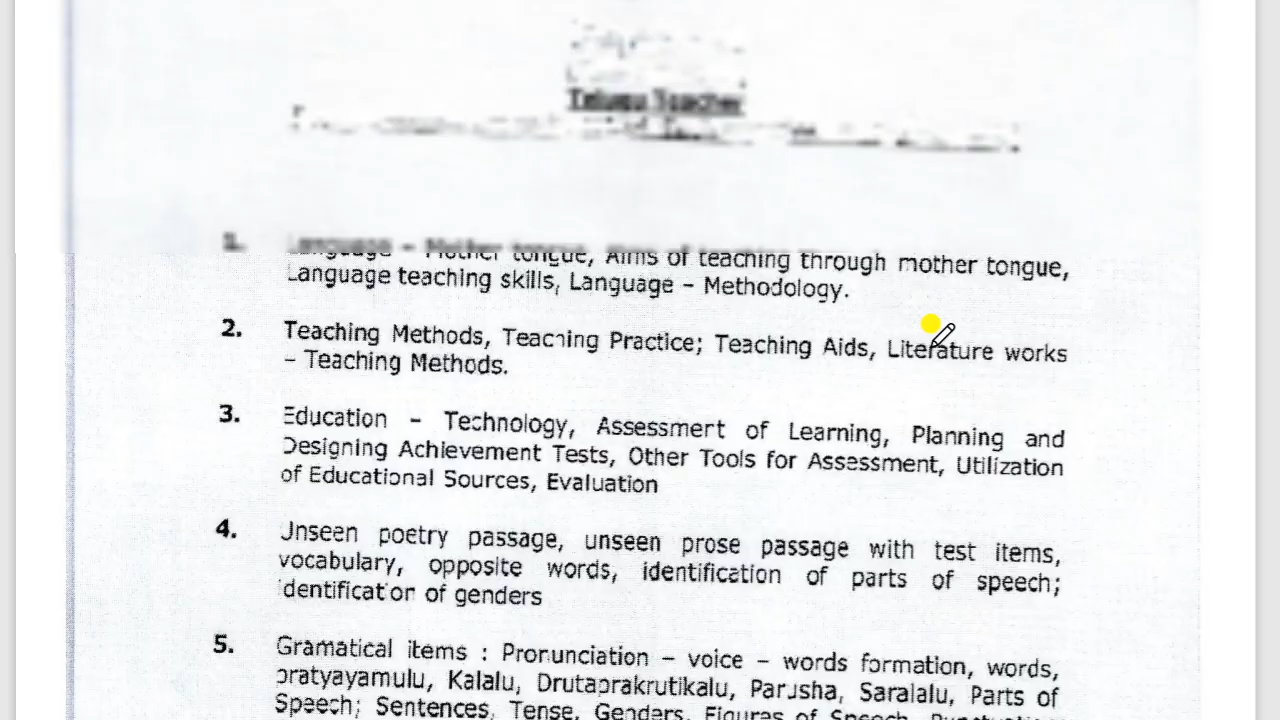 Telugu Teacher
1. Language – Mother tongue, Aims of teaching through mother tongue,
Language teaching skills, Language – Methodology.
2. Teaching Methods, Teaching Practice; Teaching Aids, Literature works
– Teaching Methods.
3. Education – Technology, Assessment of Learning, Planning and
Designing Achievement Tests, Other Tools for Assessment, Utilization
of Educational Sources, Evaluation
4. Unseen poetry passage, unseen prose passage with test items,
vocabulary, opposite words, identification of parts of speech;
identification of genders
5. Gramatical items : Pronunciation – voice – words formation, words,
pratyayamulu, Kalalu, Drutaprakrutikalu, Parusha, Saralalu, Parts of
Speech; Sentences, Tense, Genders, Figures of Speech,